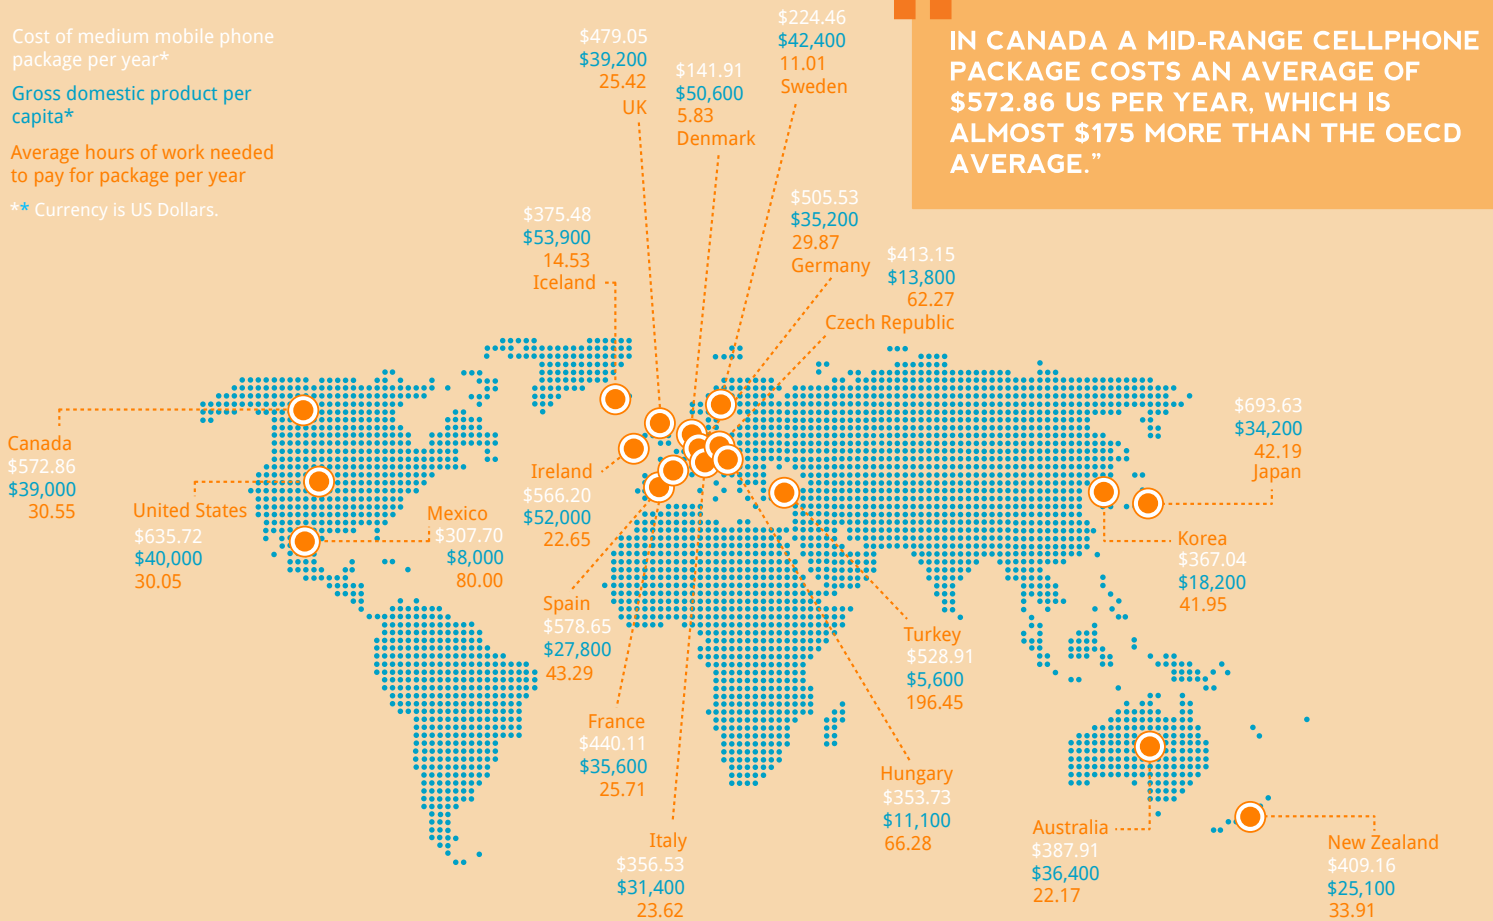 Cost of medium mobile phone
package per year*
Gross domestic product per
capita*
Average hours of work needed
to pay for package per year
** Currency is US Dollars.
IN CANADA A MID-RANGE CELLPHONE
PACKAGE COSTS AN AVERAGE OF
$572.86 US PER YEAR, WHICH IS
ALMOST $175 MORE THAN THE OECD
AVERAGE.”
$479.05
$39,200
25.42
UK
$141.91
$50,600
5.83
Denmark
$224.46
$42,400
11.01
Sweden
$505.53
$35,200
29.87
Germany
$413.15
$13,800
62.27
Czech Republic
$375.48
$53,900
14.53
Iceland
Canada
$572.86
$39,000
30.55
United States
$635.72
$40,000
30.05
Mexico
$307.70
$8,000
80.00
Ireland
$566.20
$52,000
22.65
Spain
$578.65
$27,800
43.29
France
$440.11
$35,600
25.71
Italy
$356.53
$31,400
23.62
Turkey
$528.91
$5,600
196.45
Hungary
$353.73
$11,100
66.28
$693.63
$34,200
42.19
Japan
Korea
$367.04
$18,200
41.95
Australia
$387.91
$36,400
22.17
New Zealand
$409.16
$25,100
33.91